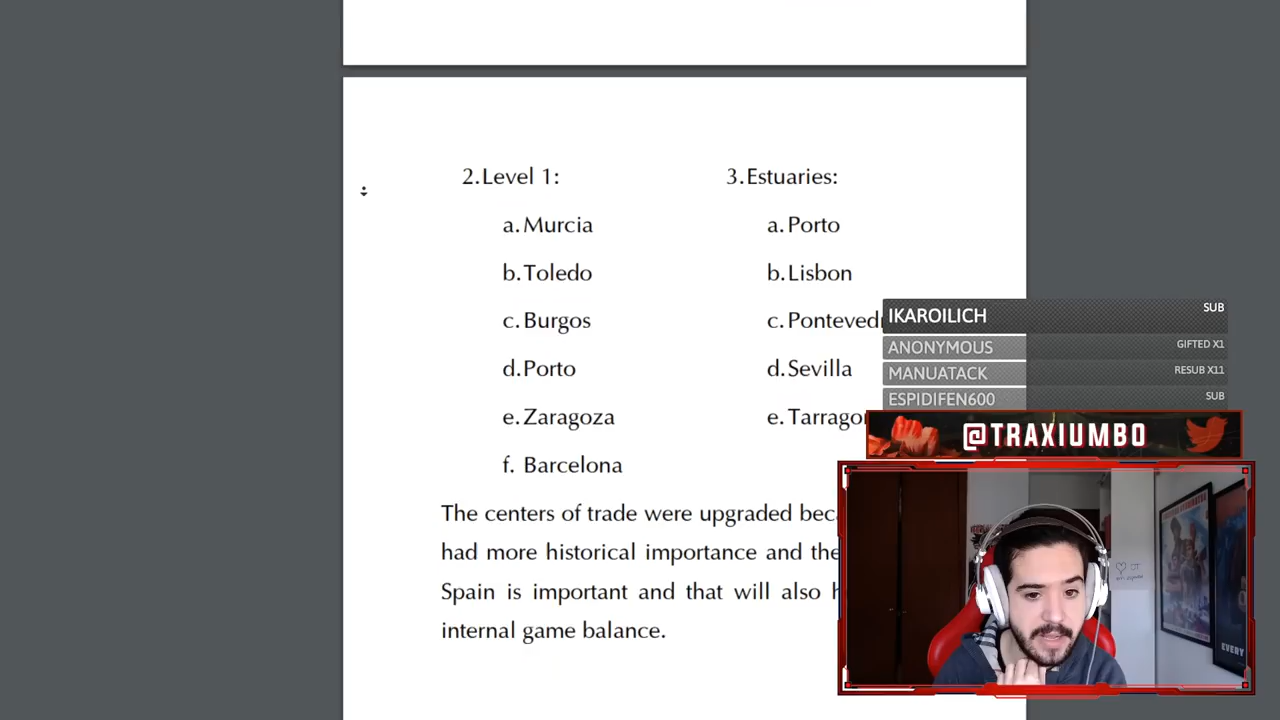 2.Level 1:
a.Murcia
b.Toledo
c.Burgos
d.Porto
e.Zaragoza
f. Barcelona
3.Estuaries:
a.Porto
b.Lisbon
c.
d.Sevilla
e.
The centers of trade were upgraded
had more historical importance and
Spain is important and that will also
internal game balance.
IKAROILICH SUB
ANONYMOUS GIFTED X1
MANUATACK RESUB X11
ESPIDIFEN600 SUB
@TRAXIUMBO
EVERY